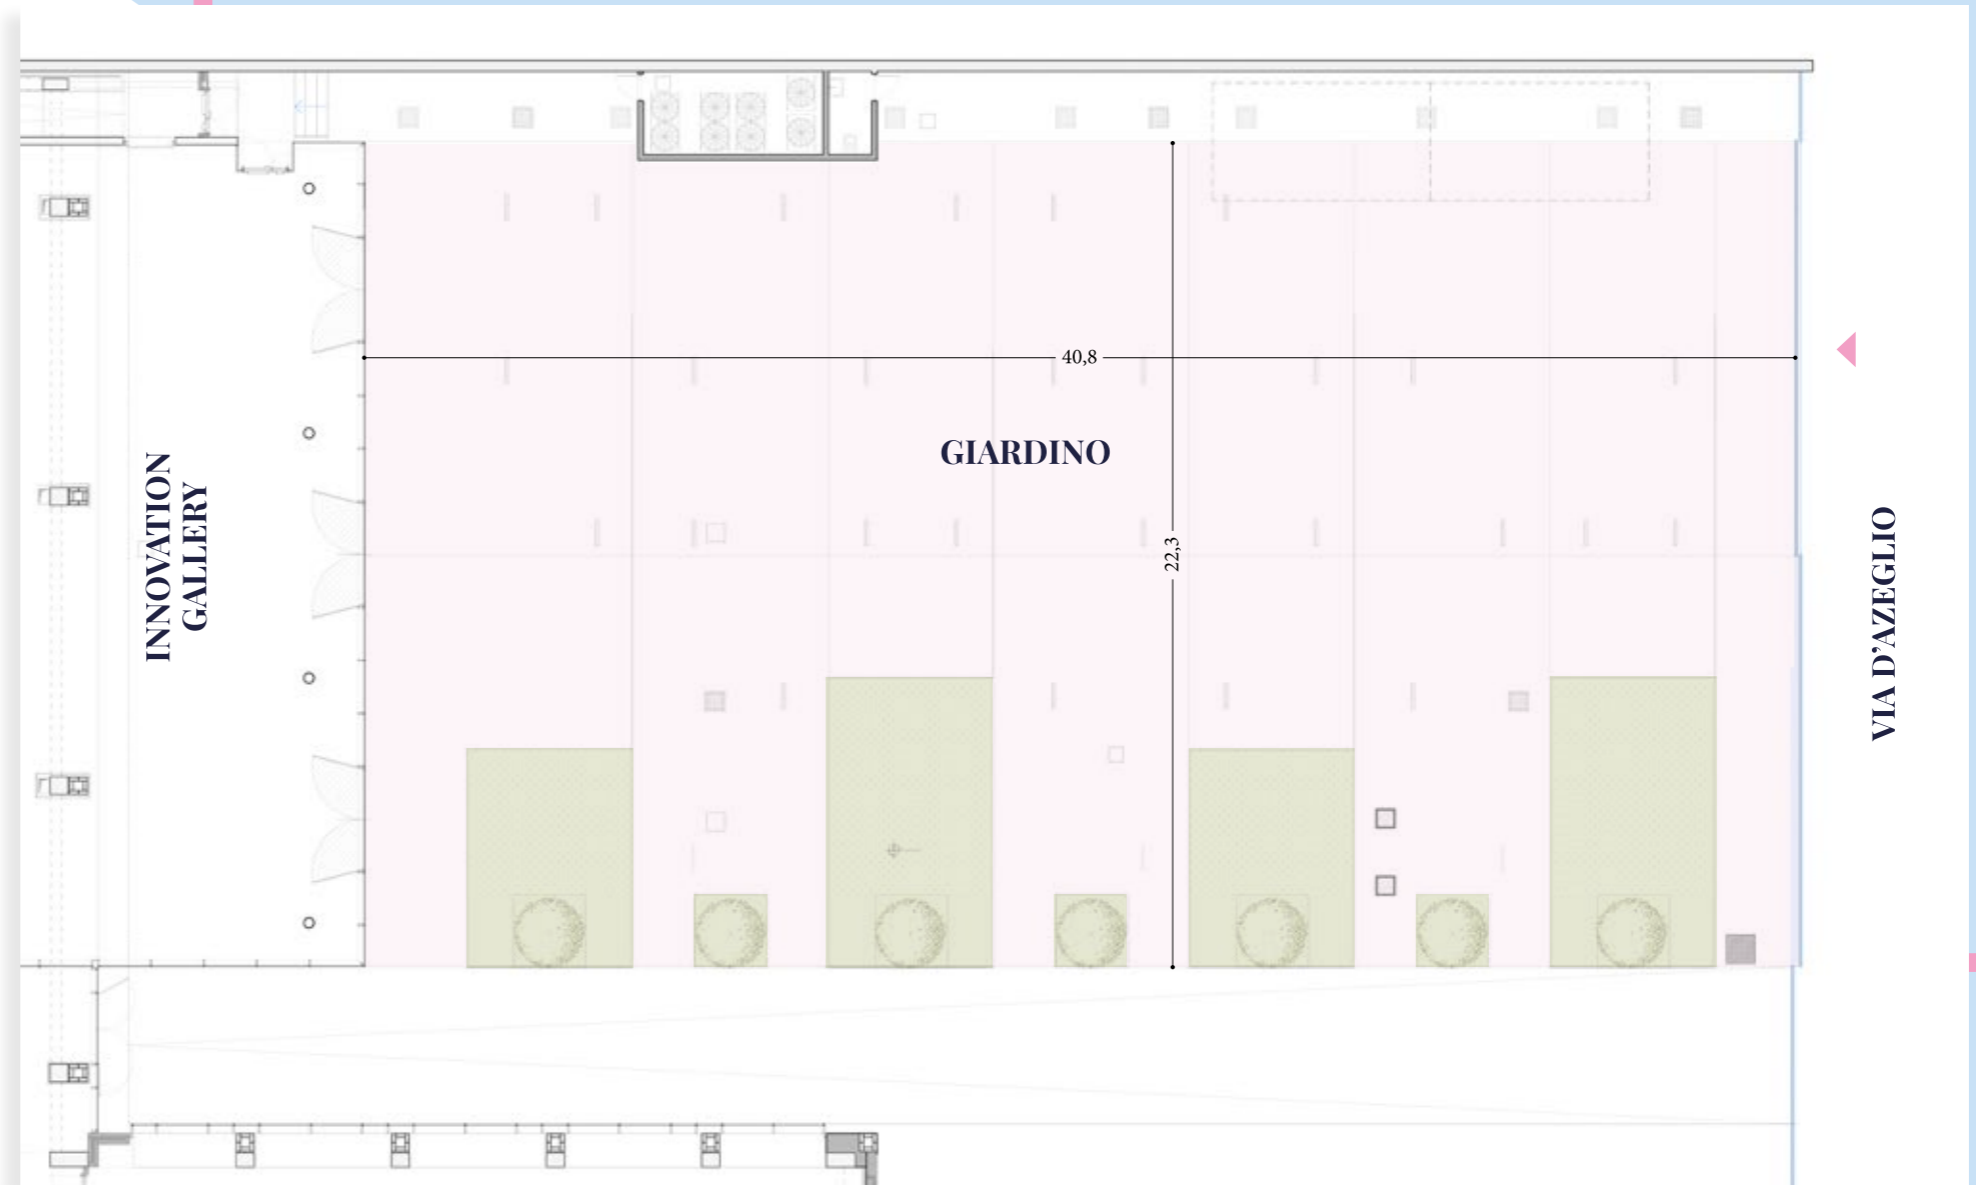 40,8
GIARDINO
22,3
INNOVATION
GALLERY
VIA D'AZEGLIO